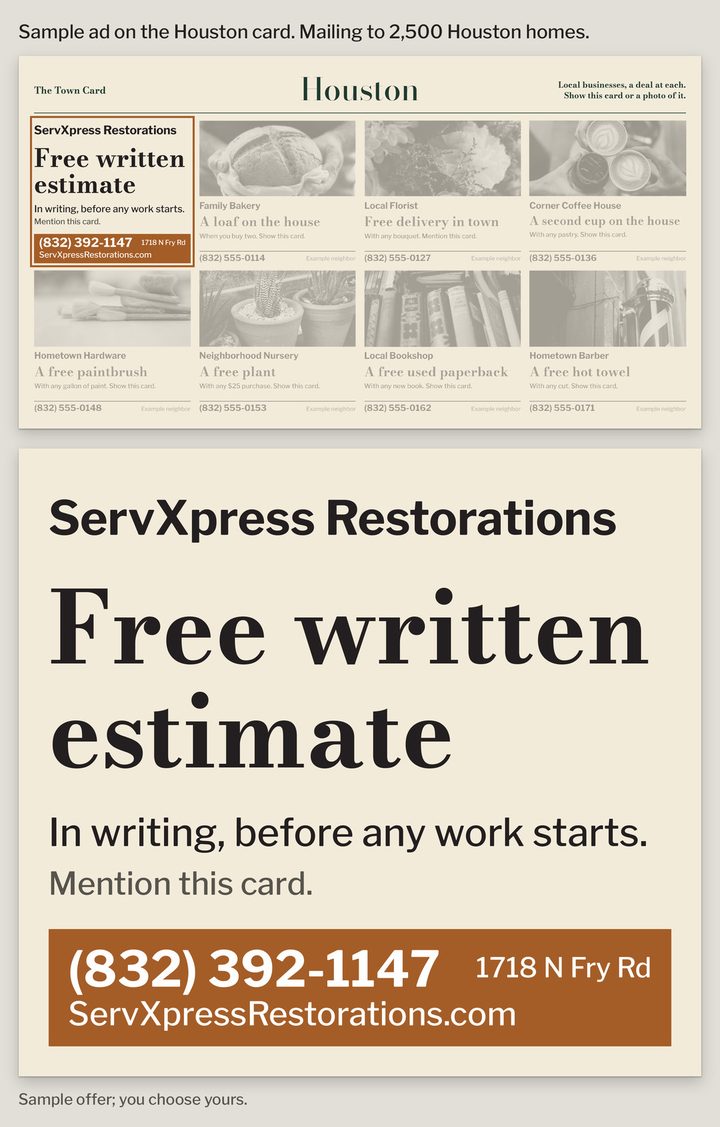 Sample ad on the Houston card. Mailing to 2,500 Houston homes.
The Town Card
Houston
Local businesses, a deal at each.
Show this card or a photo of it.
ServXpress Restorations
Free written
estimate
In writing, before any work starts.
Mention this card.
(832) 392-1147 1718 N Fry Rd
ServXpressRestorations.com
Family Bakery
A loaf on the house
When you buy two. Show this card.
(832) 555-0114 Example neighbor
Local Florist
Free delivery in town
With any bouquet. Mention this card.
(832) 555-0127 Example neighbor
Corner Coffee House
A second cup on the house
With any pastry. Show this card.
(832) 555-0136 Example neighbor
Hometown Hardware
A free paintbrush
With any gallon of paint. Show this card.
(832) 555-0148 Example neighbor
Neighborhood Nursery
A free plant
With any $25 purchase. Show this card.
(832) 555-0153 Example neighbor
Local Bookshop
A free used paperback
With any new book. Show this card.
(832) 555-0162 Example neighbor
Hometown Barber
A free hot towel
With any cut. Show this card.
(832) 555-0171 Example neighbor
ServXpress Restorations
Free written
estimate
In writing, before any work starts.
Mention this card.
(832) 392-1147 1718 N Fry Rd
ServXpressRestorations.com
Sample offer; you choose yours.